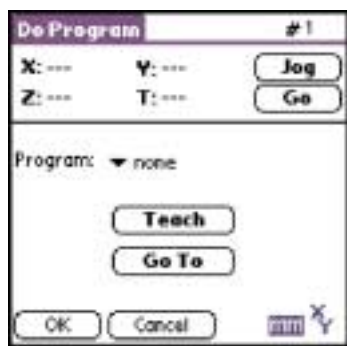 Do Program #1
X: --- Y: --- Jog
Z: --- T: --- Go
Program: none
Teach
Go To
OK Cancel mm X Y